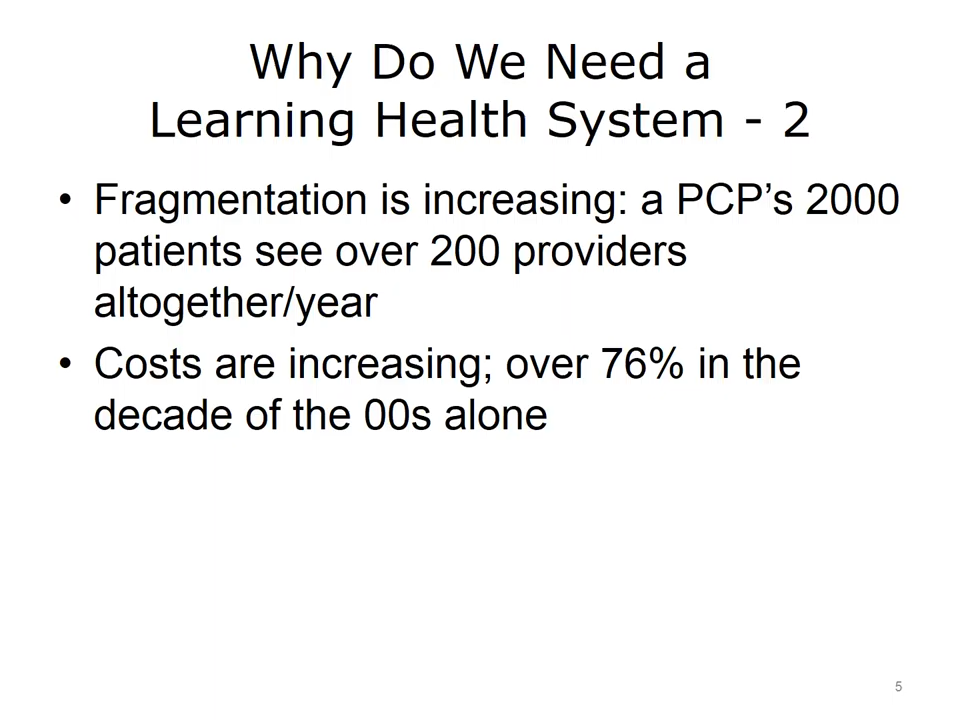 Why Do We Need a
Learning Health System - 2
• Fragmentation is increasing: a PCP’s 2000
patients see over 200 providers
altogether/year
• Costs are increasing; over 76% in the
decade of the 00s alone
5